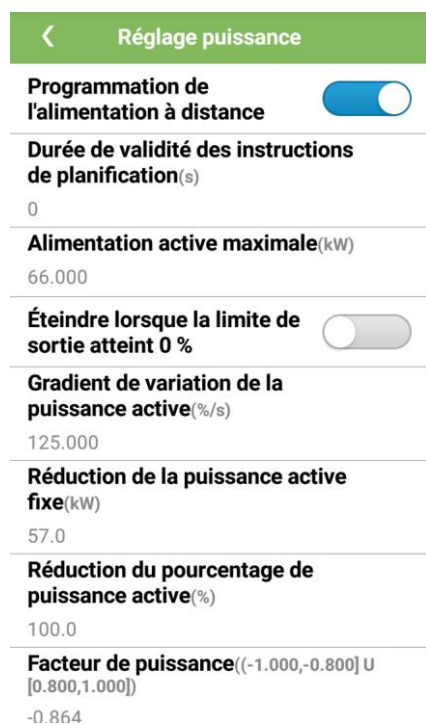 Réglage puissance
Programmation de
l'alimentation à distance
Durée de validité des instructions
de planification(s)
0
Alimentation active maximale(kW)
66.000
Éteindre lorsque la limite de
sortie atteint 0 %
Gradient de variation de la
puissance active(%/s)
125.000
Réduction de la puissance active
fixe(kW)
57.0
Réduction du pourcentage de
puissance active(%)
100.0
Facteur de puissance((-1.000,-0.800] U
[0.800,1.000])
-0.864